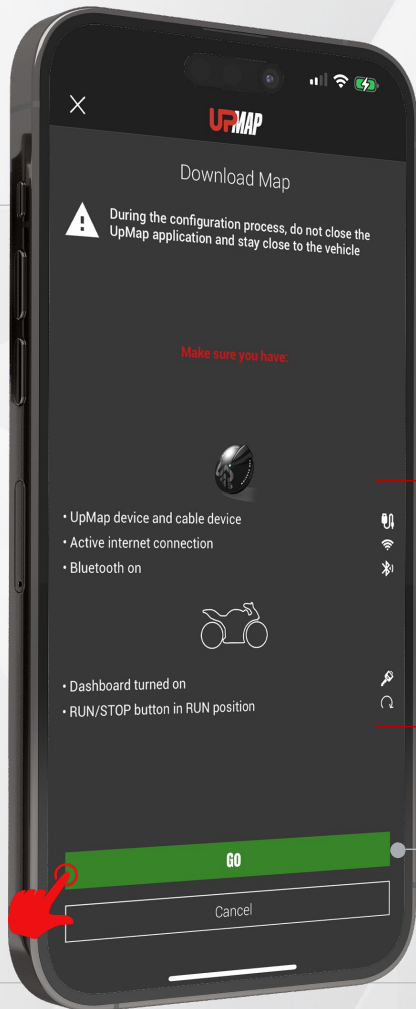 UPMAP
Download Map
During the configuration process, do not close the
UpMap application and stay close to the vehicle
Make sure you have:
• UpMap device and cable device
• Active internet connection
• Bluetooth on
• Dashboard turned on
• RUN/STOP button in RUN position
GO
Cancel